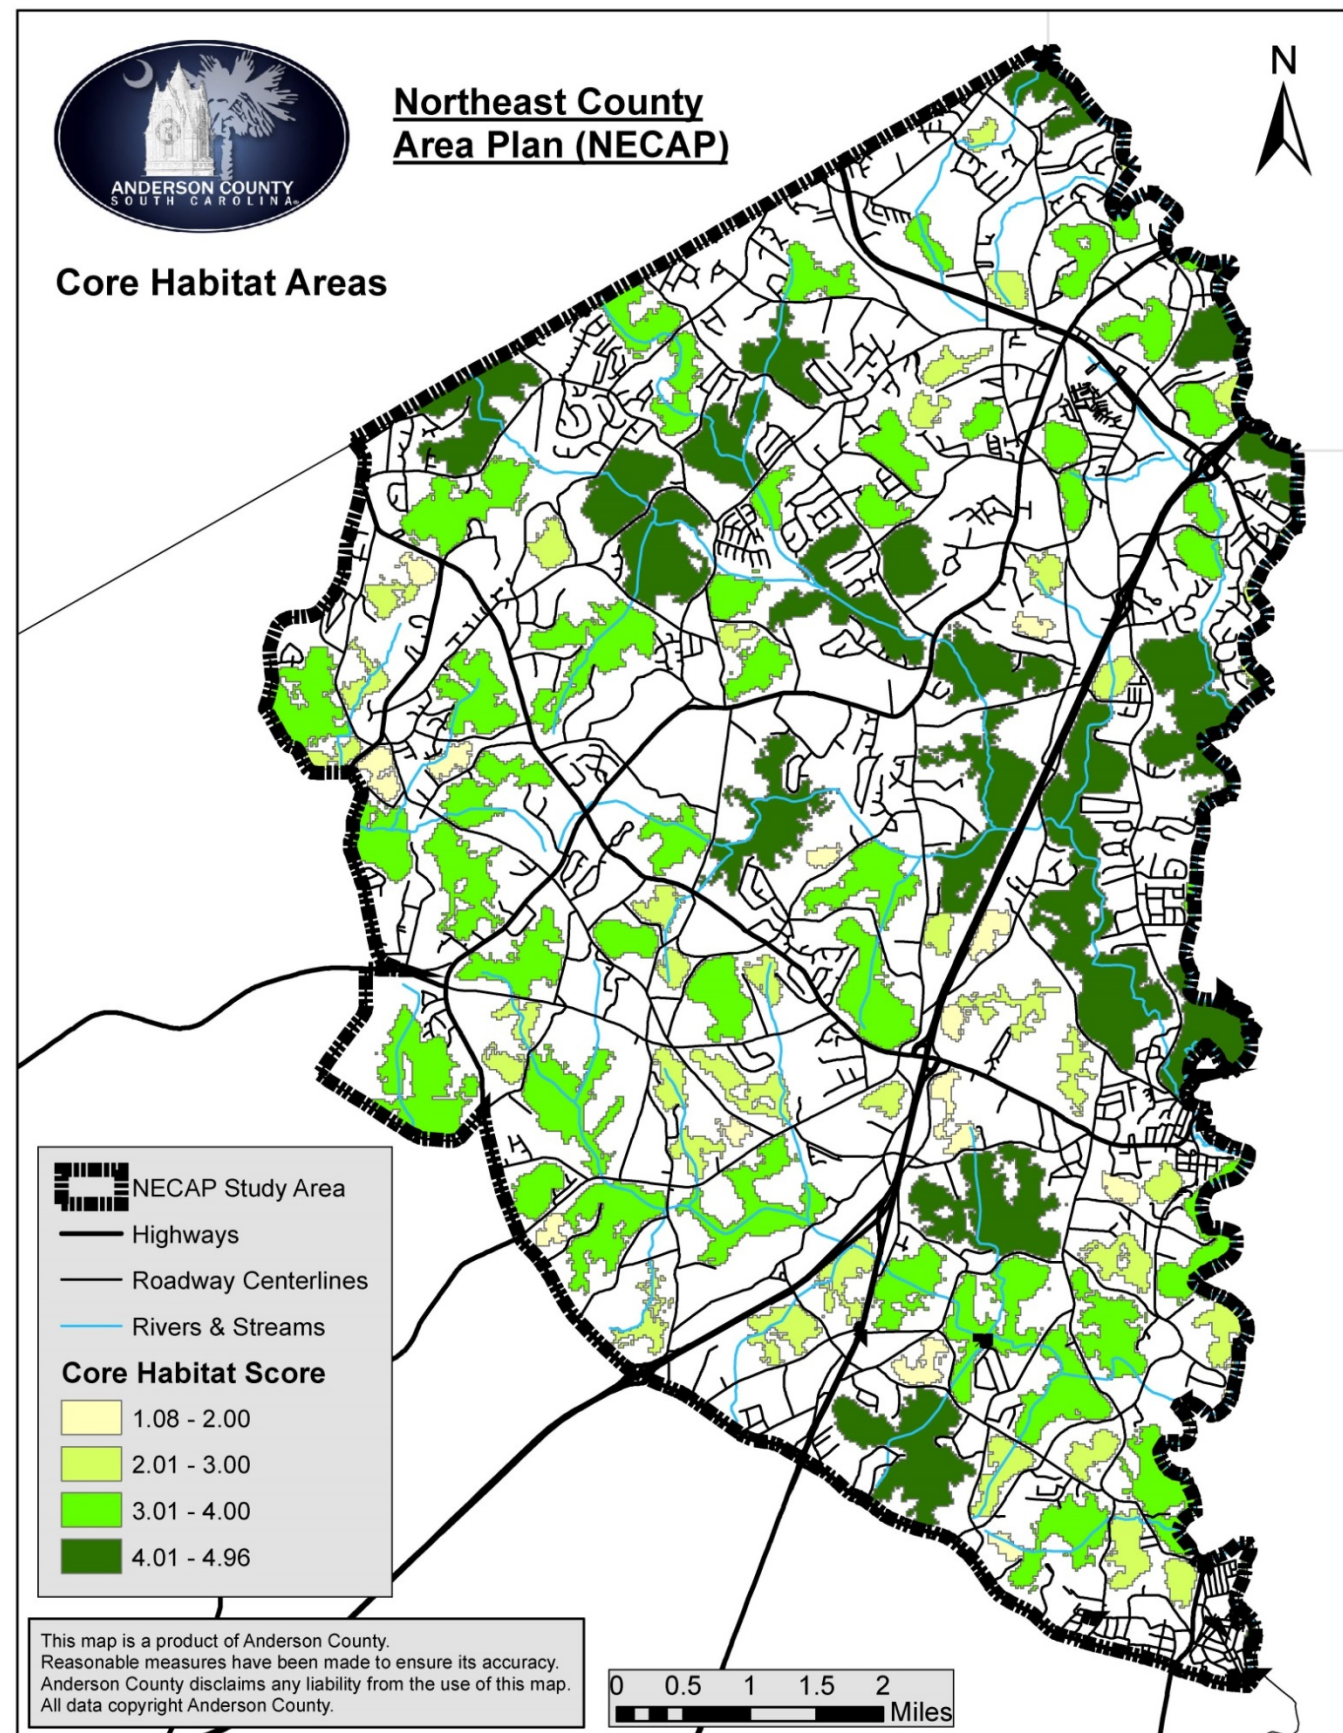 ANDERSON COUNTY
SOUTH CAROLINA
Northeast County
Area Plan (NECAP)
N
Core Habitat Areas
NECAP Study Area
Highways
Roadway Centerlines
Rivers & Streams
Core Habitat Score
1.08 - 2.00
2.01 - 3.00
3.01 - 4.00
4.01 - 4.96
This map is a product of Anderson County.
Reasonable measures have been made to ensure its accuracy.
Anderson County disclaims any liability from the use of this map.
All data copyright Anderson County.
0 0.5 1 1.5 2
Miles